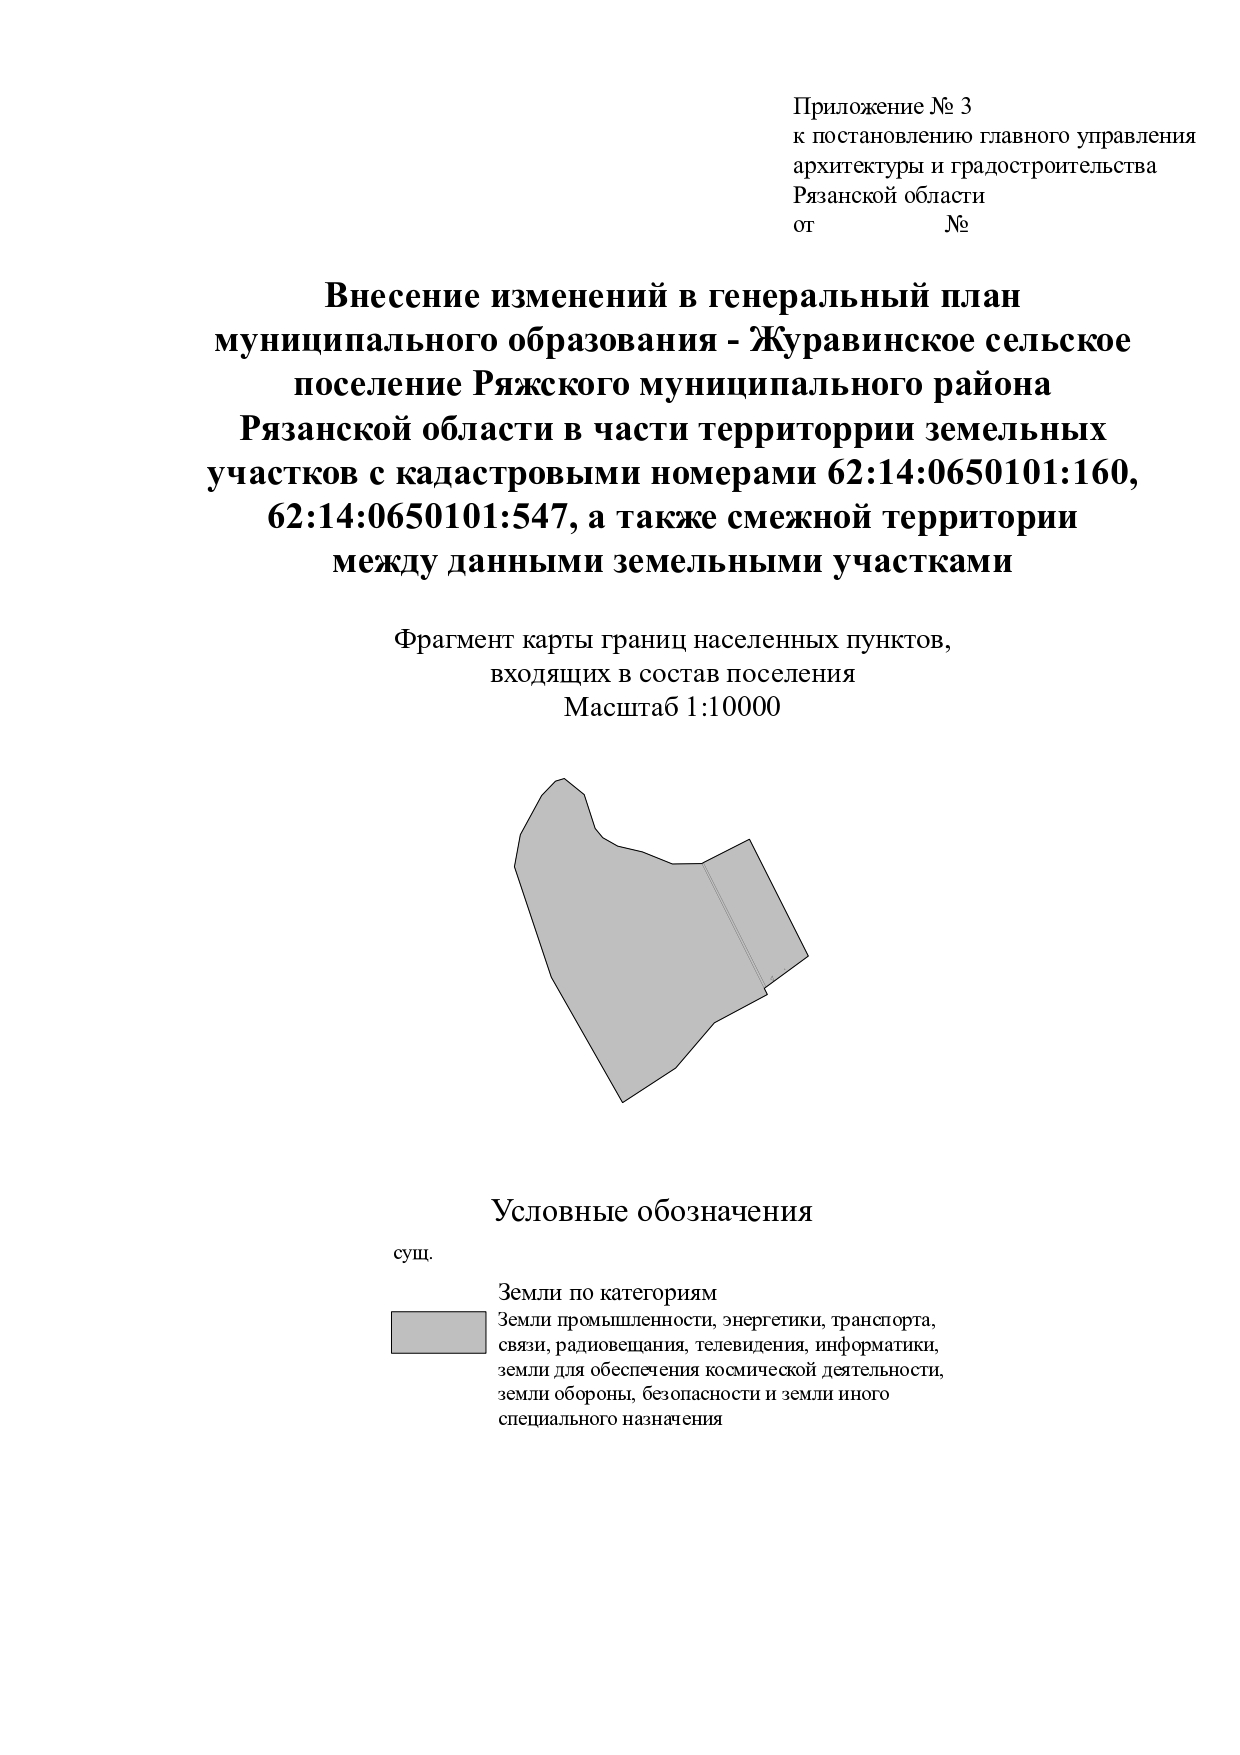 Приложение № 3
к постановлению главного управления
архитектуры и градостроительства
Рязанской области
от №
Внесение изменений в генеральный план
муниципального образования - Журавинское сельское
поселение Ряжского муниципального района
Рязанской области в части территоррии земельных
участков с кадастровыми номерами 62:14:0650101:160,
62:14:0650101:547, а также смежной территории
между данными земельными участками
Фрагмент карты границ населенных пунктов,
входящих в состав поселения
Масштаб 1:10000
Условные обозначения
сущ.
Земли по категориям
Земли промышленности, энергетики, транспорта,
связи, радиовещания, телевидения, информатики,
земли для обеспечения космической деятельности,
земли обороны, безопасности и земли иного
специального назначения